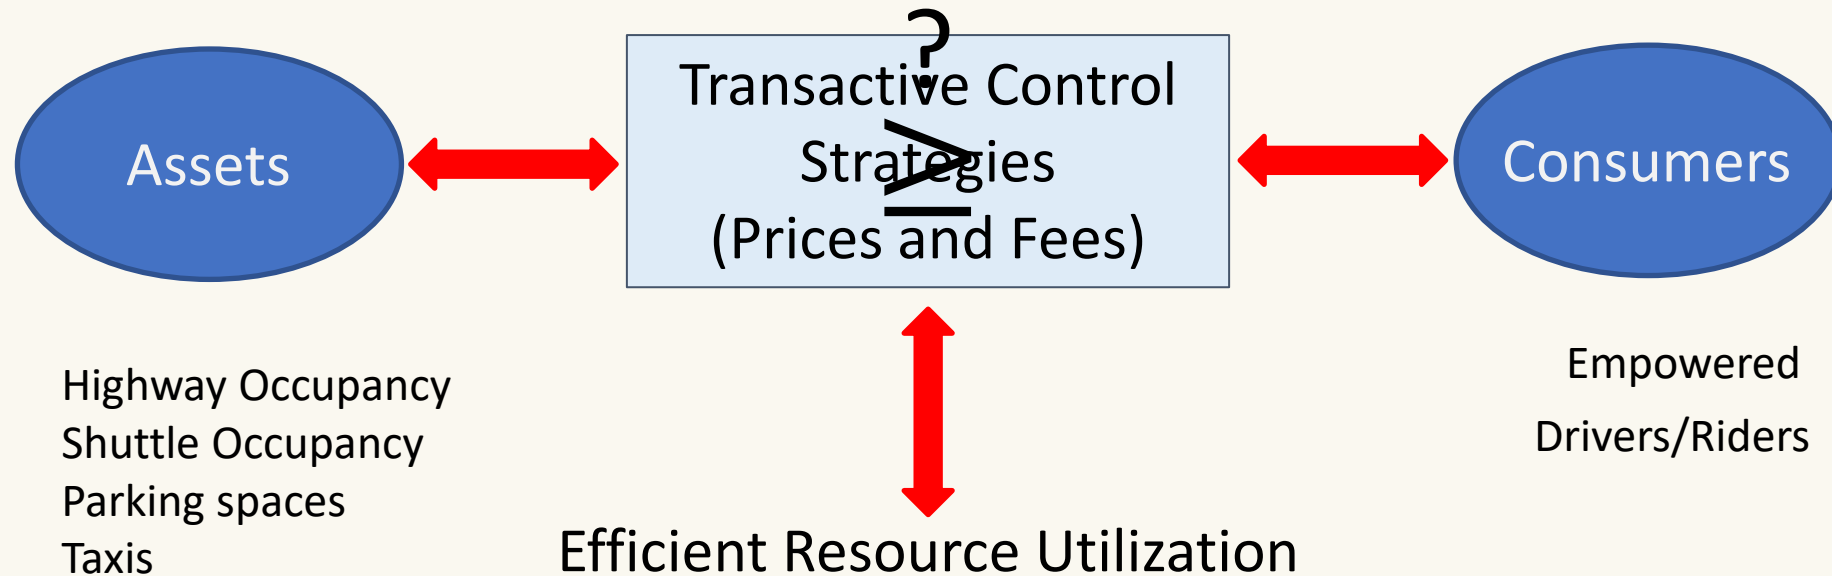 ?
≥
Assets
Transactive Control
Strategies
(Prices and Fees)
Consumers
Highway Occupancy
Shuttle Occupancy
Parking spaces
Taxis
Empowered
Drivers/Riders
Efficient Resource Utilization